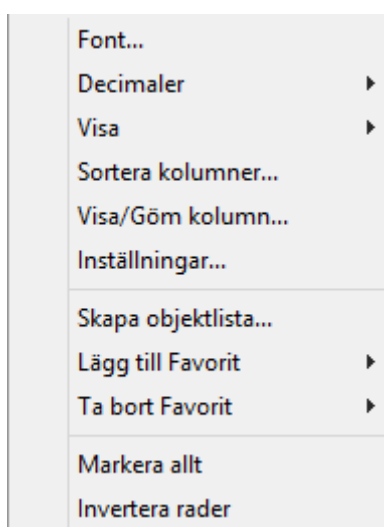 Font...
Decimaler
Visa
Sortera kolumner...
Visa/Göm kolumn...
Inställningar...
Skapa objektlista...
Lägg till Favorit
Ta bort Favorit
Markera allt
Invertera rader